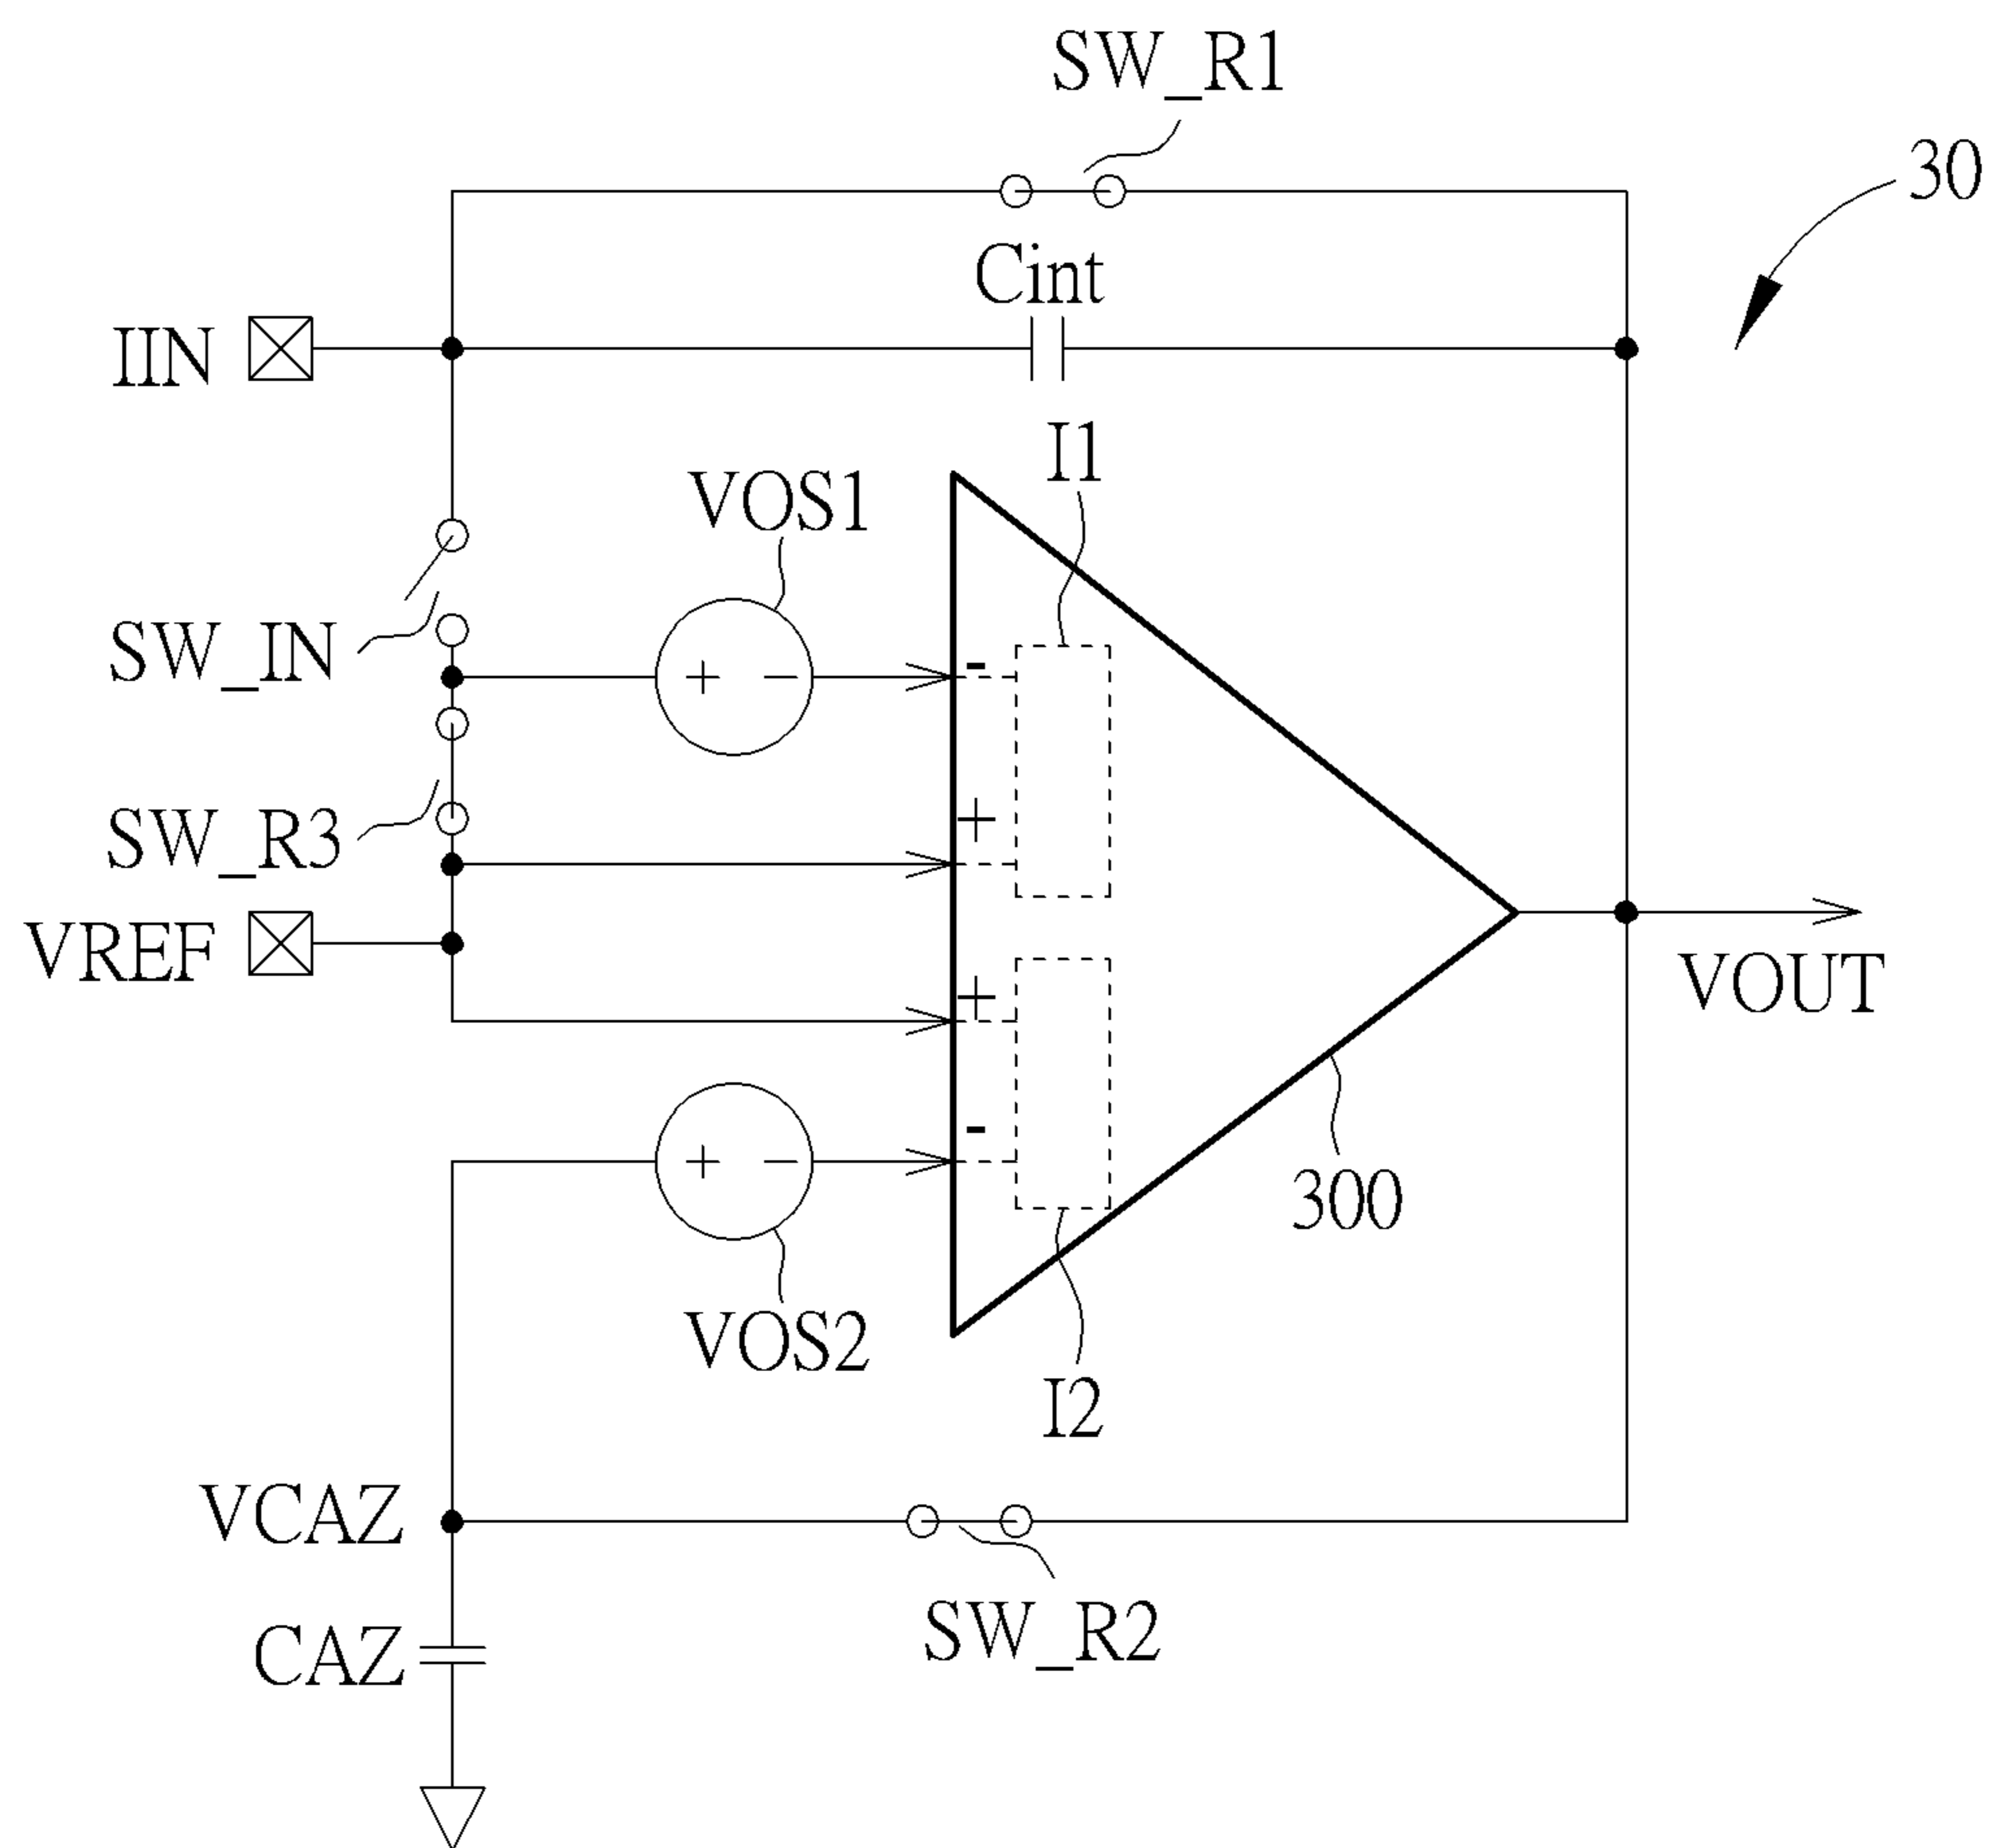 SW_R1
30
Cint
IIN
I1
VOS1
-
SW_IN
+ -
+
SW_R3
VREF
+
VOUT
-
+ -
300
VOS2
I2
VCAZ
SW_R2
CAZ